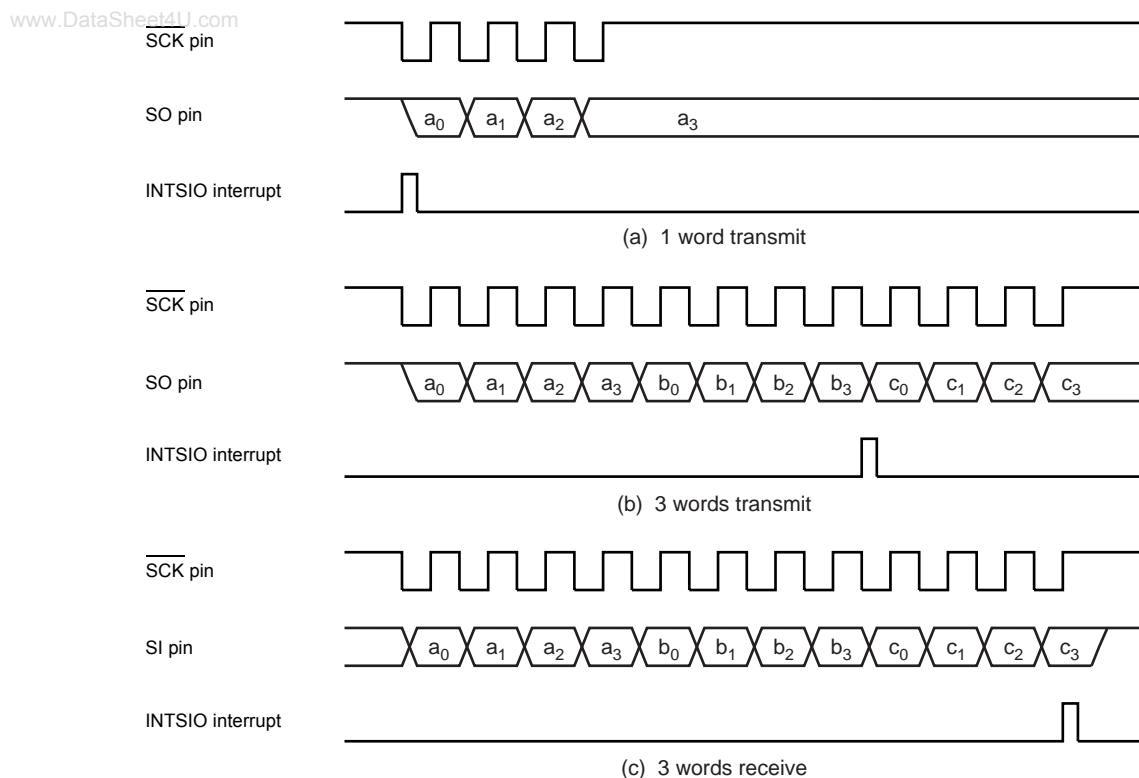 www.DataSheet4U.com
SCK pin
SO pin
a0 a1 a2 a3
INTSIO interrupt
(a) 1 word transmit
SCK pin
SO pin
a0 a1 a2 a3 b0 b1 b2 b3 c0 c1 c2 c3
INTSIO interrupt
(b) 3 words transmit
SCK pin
SI pin
a0 a1 a2 a3 b0 b1 b2 b3 c0 c1 c2 c3
INTSIO interrupt
(c) 3 words receive